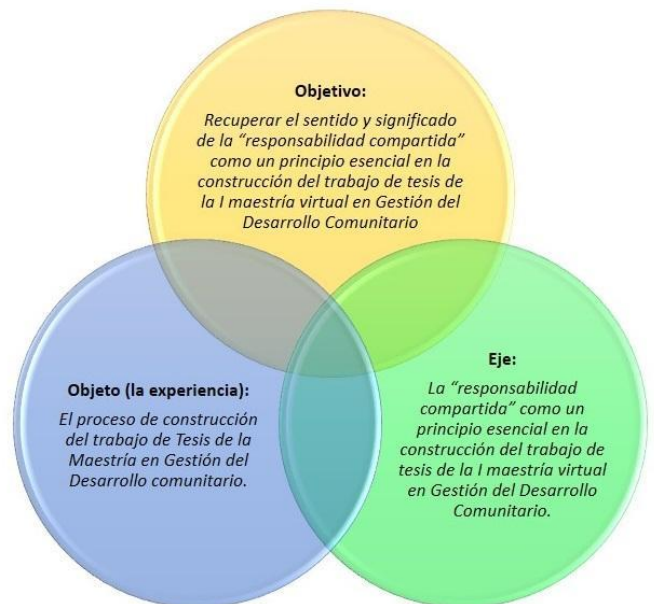 Objetivo:
Recuperar el sentido y significado
de la “responsabilidad compartida”
como un principio esencial en la
construcción del trabajo de tesis de
la I maestría virtual en Gestión del
Desarrollo Comunitario
Objeto (la experiencia):
El proceso de construcción
del trabajo de Tesis de la
Maestría en Gestión del
Desarrollo comunitario.
Eje:
La “responsabilidad
compartida” como un
principio esencial en la
construcción del trabajo de
tesis de la I maestría virtual
en Gestión del Desarrollo
Comunitario.